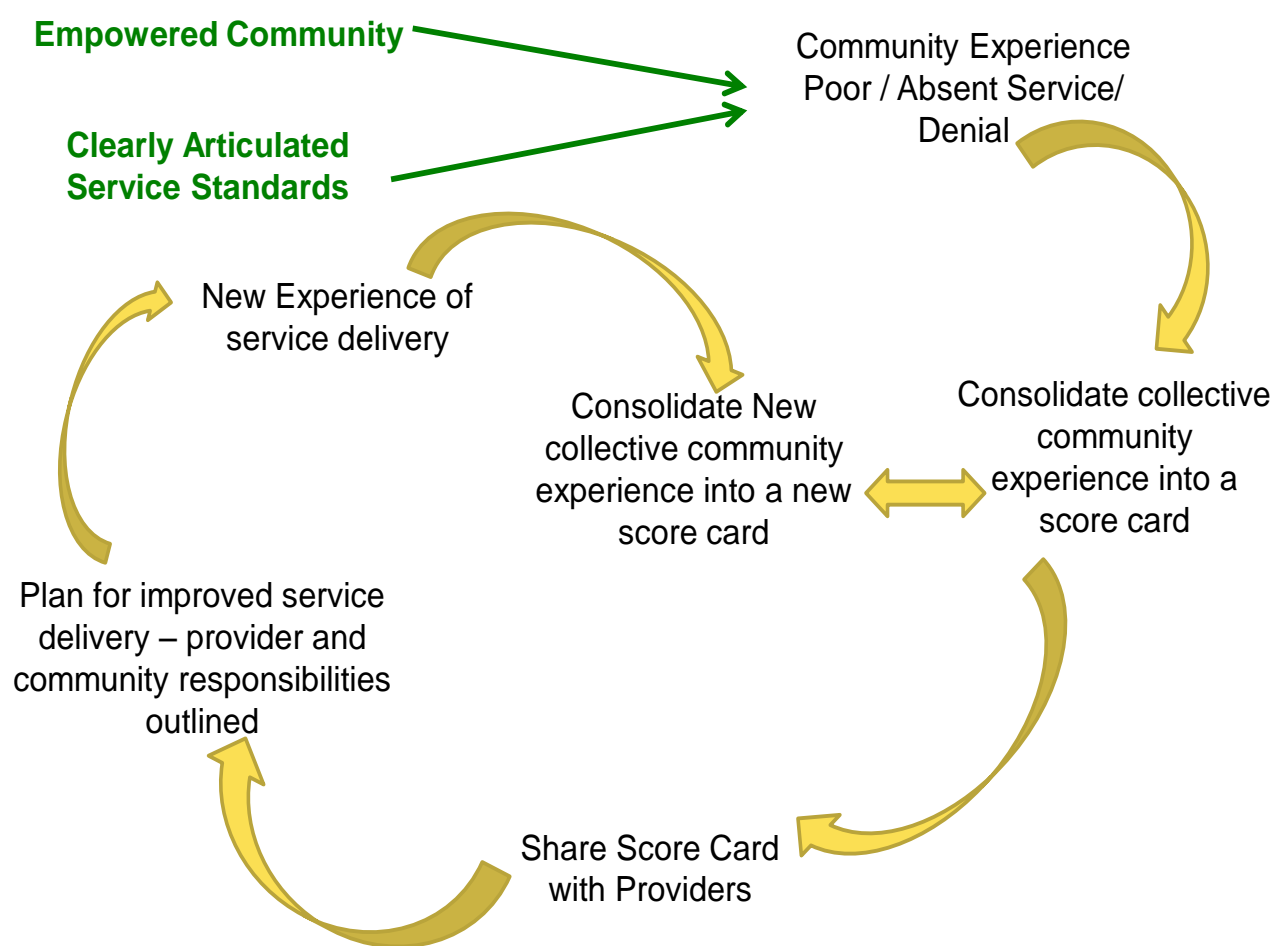 Empowered Community
Community Experience
Poor / Absent Service/
Denial
Clearly Articulated
Service Standards
New Experience of
service delivery
Consolidate New
collective community
experience into a new
score card
Consolidate collective
community
experience into a
score card
Plan for improved service
delivery – provider and
community responsibilities
outlined
Share Score Card
with Providers